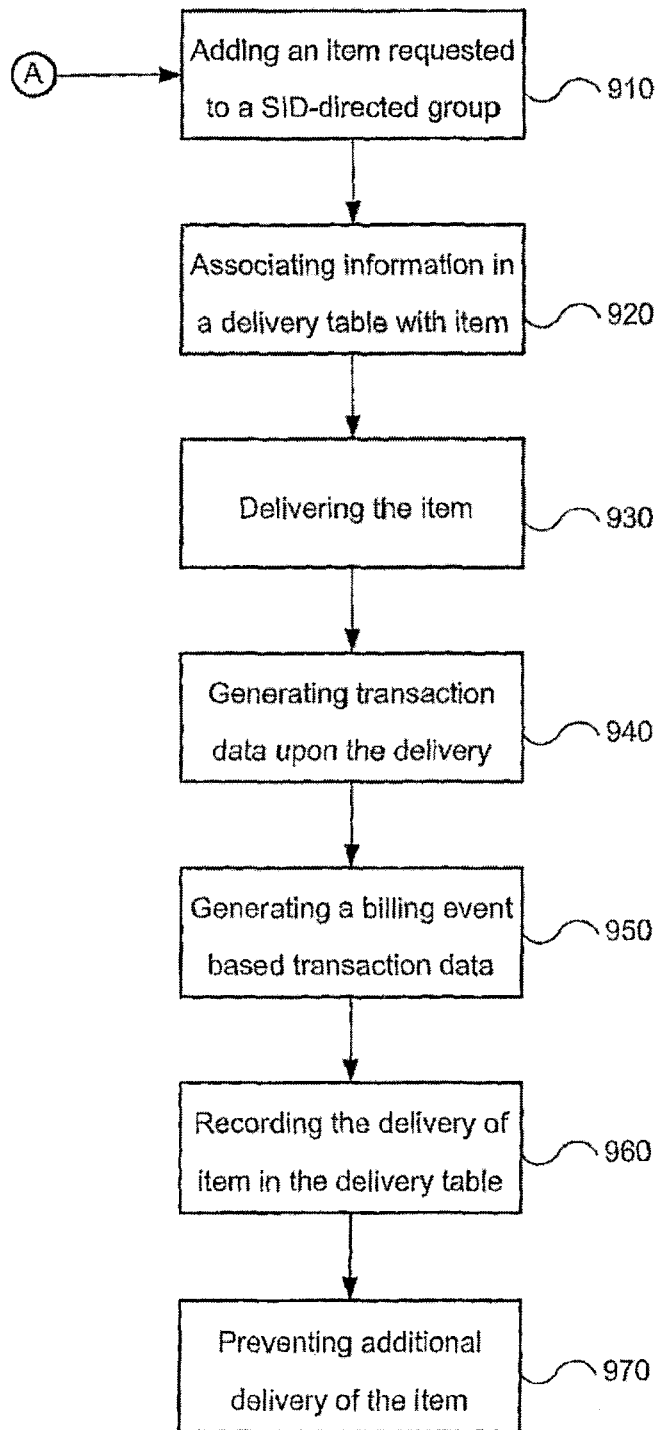 A
Adding an item requested
to a SID-directed group
910
Associating information in
a delivery table with item
920
Delivering the item
930
Generating transaction
data upon the delivery
940
Generating a billing event
based transaction data
950
Recording the delivery of
item in the delivery table
960
Preventing additional
delivery of the item
970